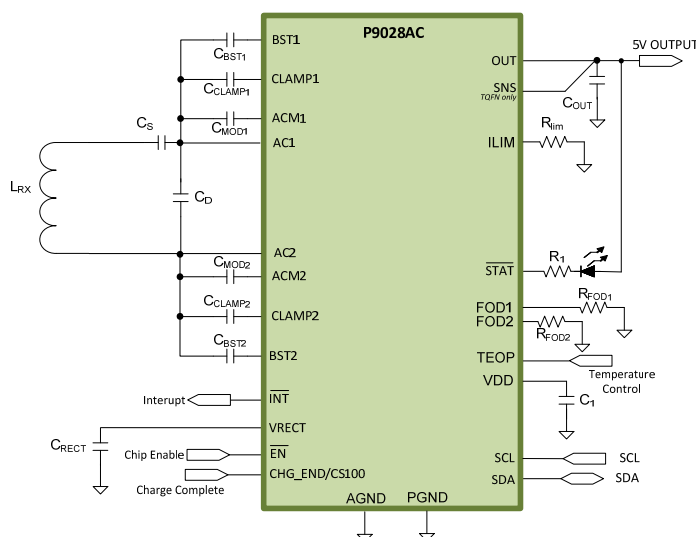 P9028AC
BST1
CBST1
CLAMP1
CCLAMP1
ACM1
CMOD1
CS
AC1
LRX
CD
AC2
CMOD2
ACM2
CCLAMP2
CLAMP2
CBST2
BST2
Interupt
INT
VRECT
CRECT
Chip Enable
EN
CHG_END/CS100
Charge Complete
AGND
PGND
5V OUTPUT
OUT
SNS
TQFN only
COUT
Rlim
ILIM
STAT
R1
FOD1
RFOD1
FOD2
RFOD2
TEOP
Temperature
Control
VDD
C1
SCL
SCL
SDA
SDA